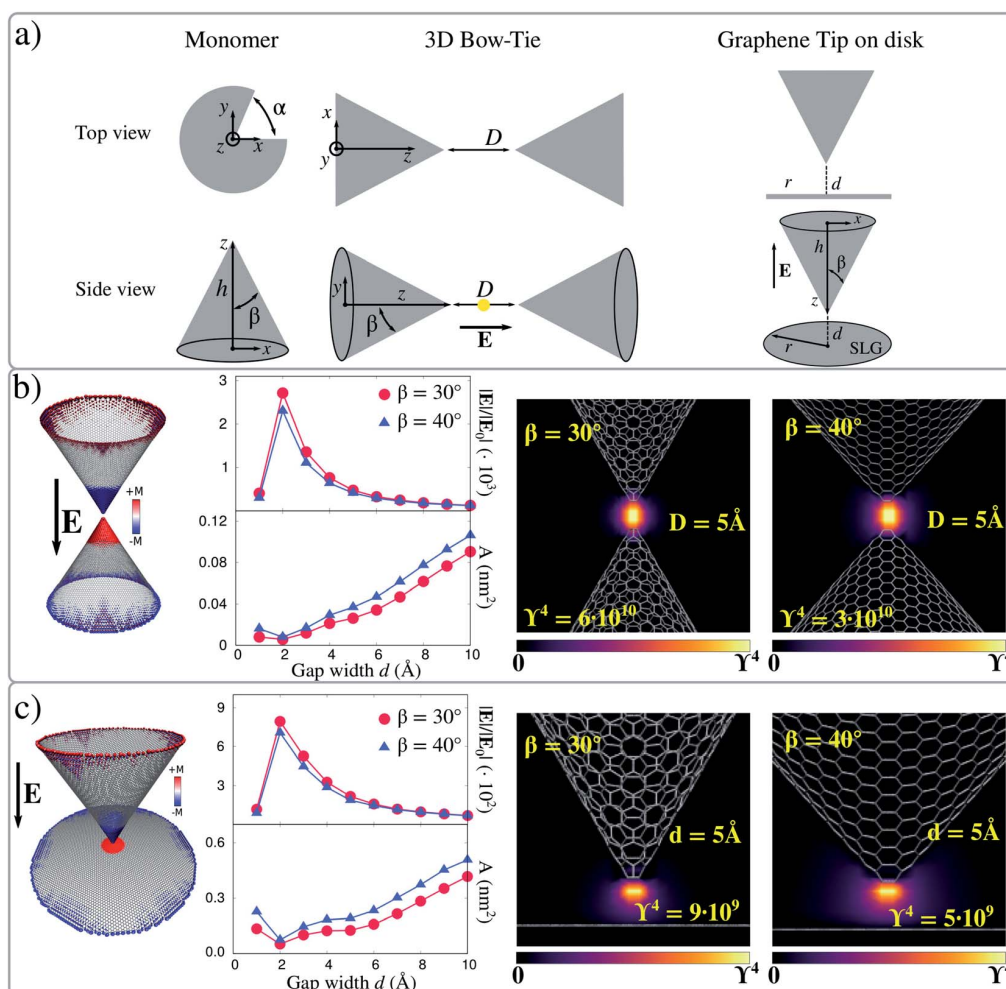 a)
Monomer
3D Bow-Tie
Graphene Tip on disk
Top view
y
α
z
x
x
y
z
D
r
d
Side view
z
h
β
x
y
z
β
D
E
x
h
E
β
z
d
r
SLG
b)
+M
-M
E
β = 30°
β = 40°
3
2
1
|E|/|E₀| (· 10³)
0.12
0.08
0.04
0
A (nm²)
0 2 4 6 8 10
Gap width d (Å)
β = 30°
D = 5Å
ϒ⁴ = 6·10¹⁰
0 ϒ⁴
β = 40°
D = 5Å
ϒ⁴ = 3·10¹⁰
0 ϒ⁴
c)
+M
-M
E
β = 30°
β = 40°
9
6
3
|E|/|E₀| (· 10²)
0.6
0.3
0
A (nm²)
0 2 4 6 8 10
Gap width d (Å)
β = 30°
d = 5Å
ϒ⁴ = 9·10⁹
0 ϒ⁴
β = 40°
d = 5Å
ϒ⁴ = 5·10⁹
0 ϒ⁴